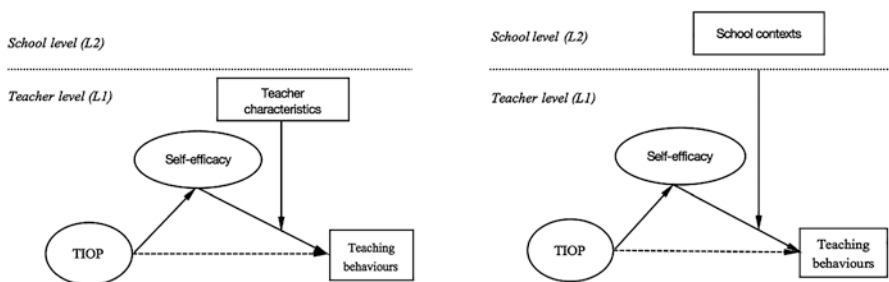 School level (L2)
Teacher level (L1)
Teacher
characteristics
Self-efficacy
TIOP
Teaching
behaviours
School level (L2)
School contexts
Teacher level (L1)
Self-efficacy
TIOP
Teaching
behaviours